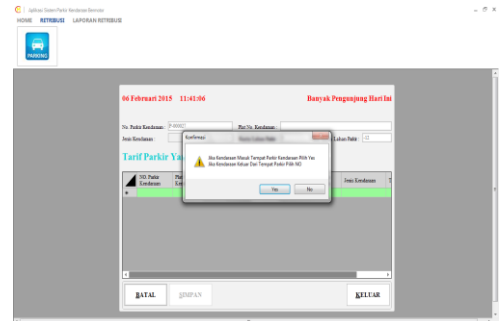 Aplikasi Sistem Parkir Kendaraan Bermotor
HOME RETRIBUSI LAPORAN RETRIBUSI
PARKING
06 Februari 2015 11:41:06 Banyak Pengunjung Hari Ini
No. Parkir Kendaraan: Plat No. Kendaraan:
Jenis Kendaraan Lahan Parkir: -12
Konfirmasi
Tarif Parkir
Jika Kendaraan Masuk Tempat Parkir Kendaraan Pilih Yes
Jika Kendaraan Keluar Dari Tempat Parkir Pilih NO
Yes No
NO. Parkir Kendaraan Jenis Kendaraan
BATAL SIMPAN KELUAR